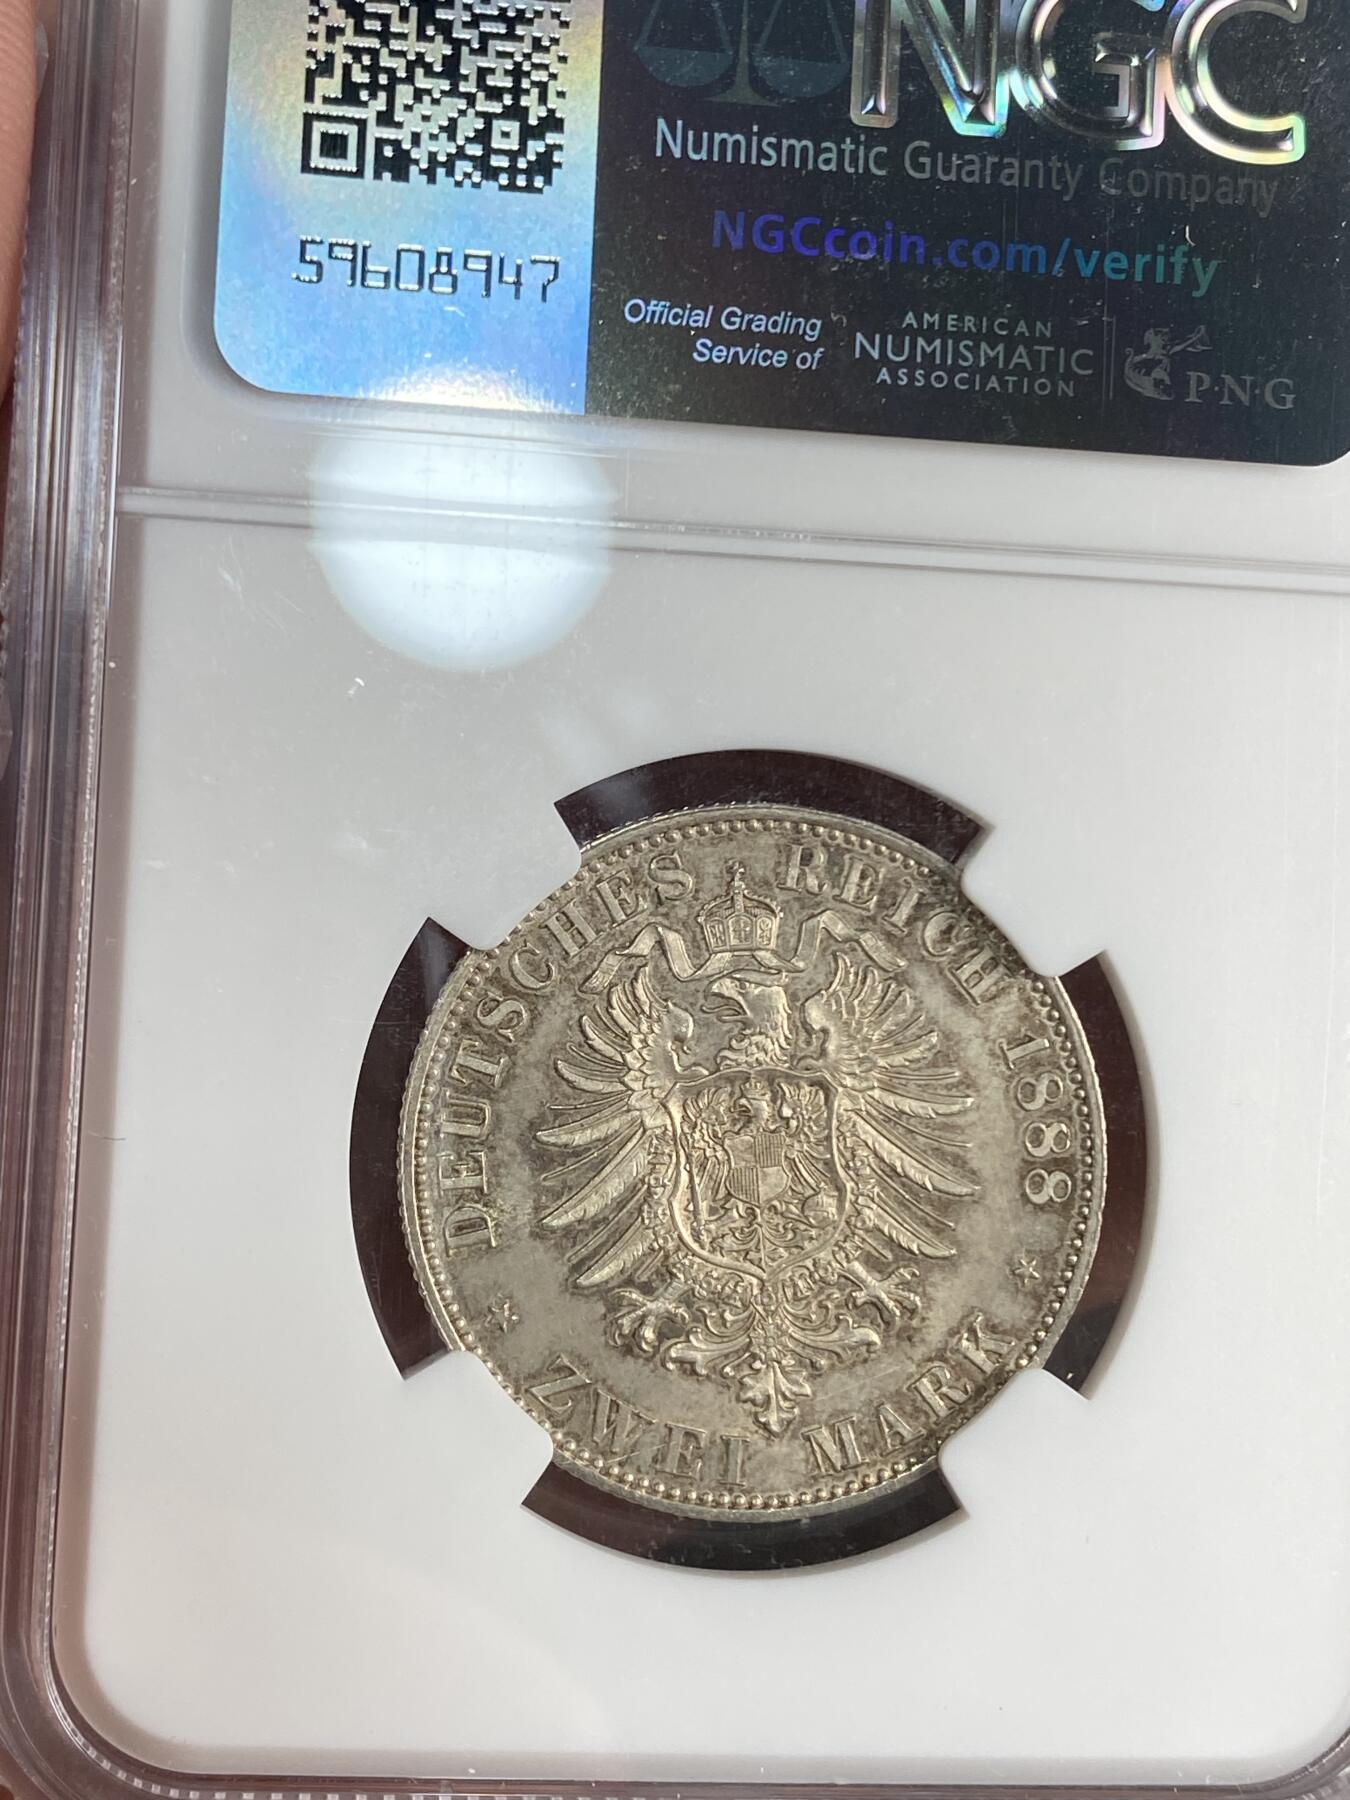 NGC
Numismatic Guaranty Company
NGCcoin.com/verify
59608947
Official Grading
Service of
AMERICAN
NUMISMATIC
ASSOCIATION
P·N·G
DEUTSCHES REICH 1888
ZWEI MARK